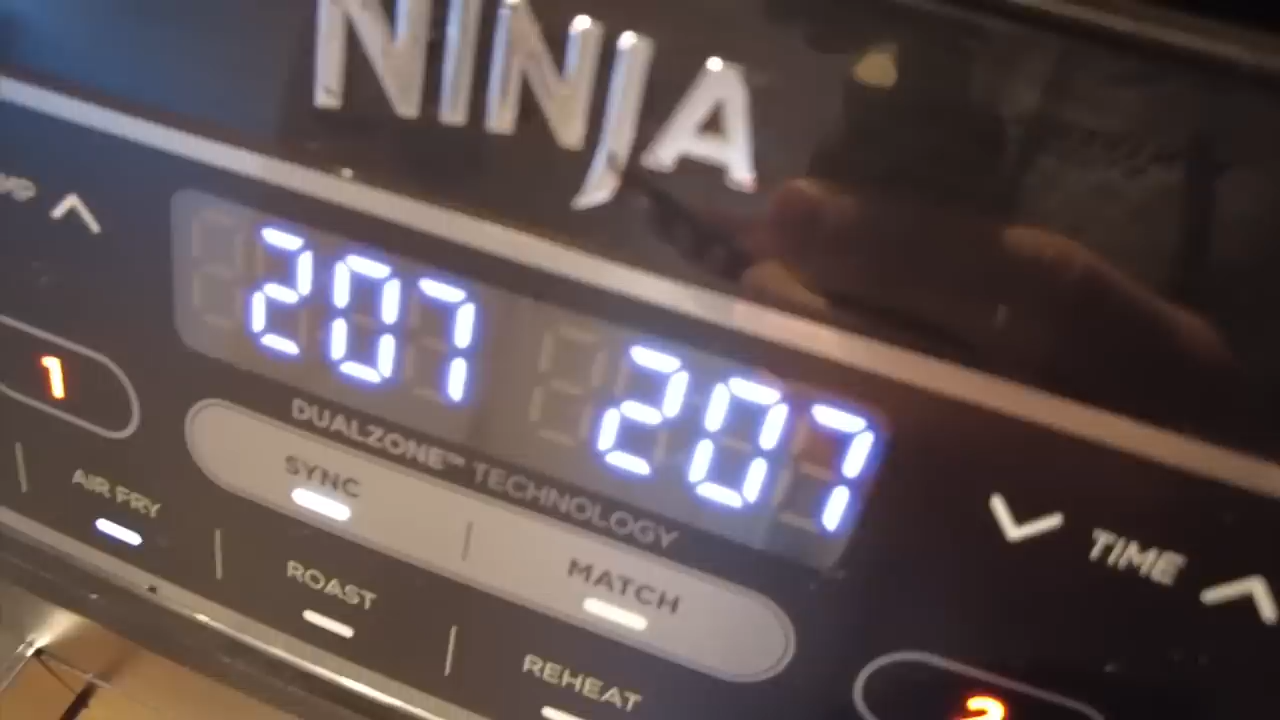 NINJA
207 207
1
DUALZONE™ TECHNOLOGY
SYNC
MATCH
TIME
AIR FRY
ROAST
REHEAT
2